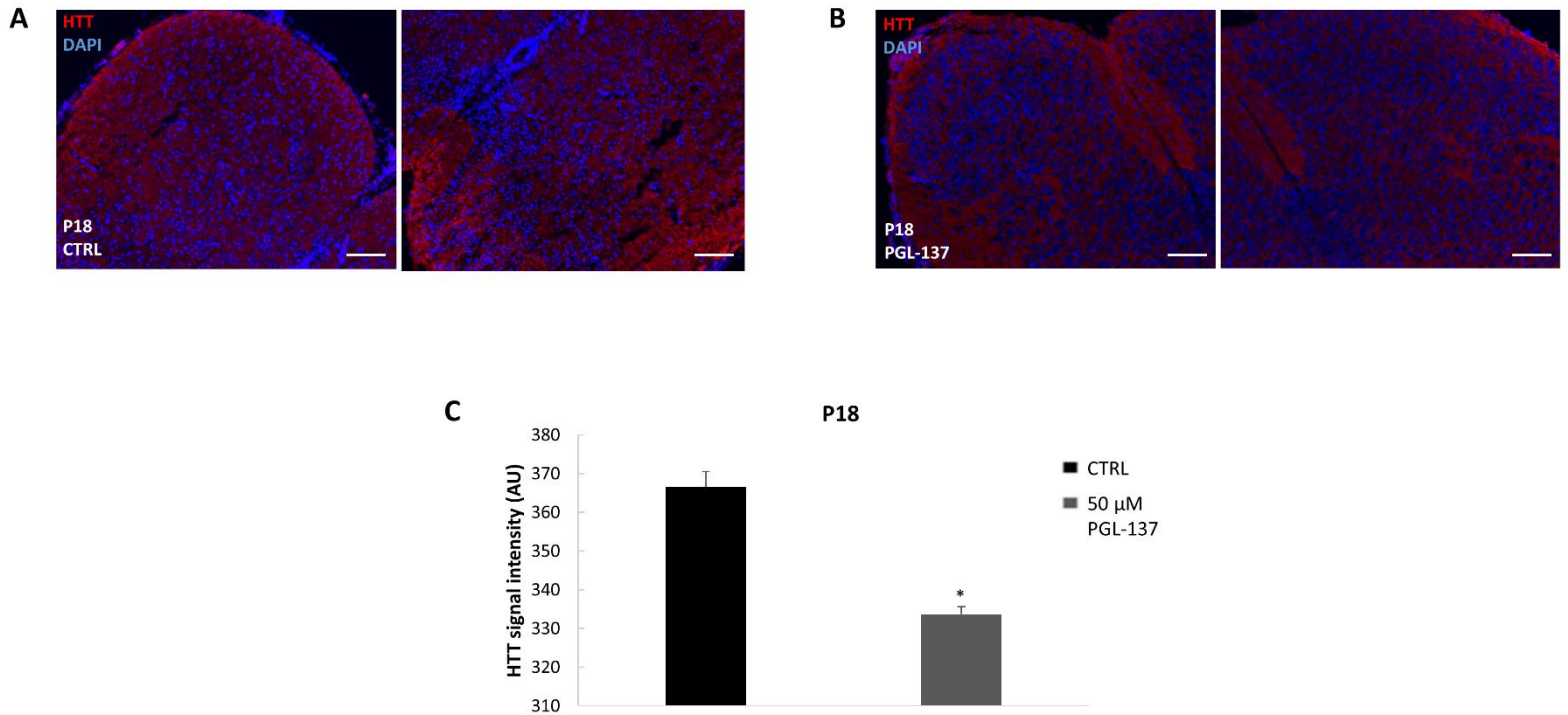 A
HTT
DAPI
P18
CTRL
B
HTT
DAPI
P18
PGL-137
C
P18
HTT signal intensity (AU)
380
370
360
350
340
330
320
310
*
CTRL
50 µM
PGL-137